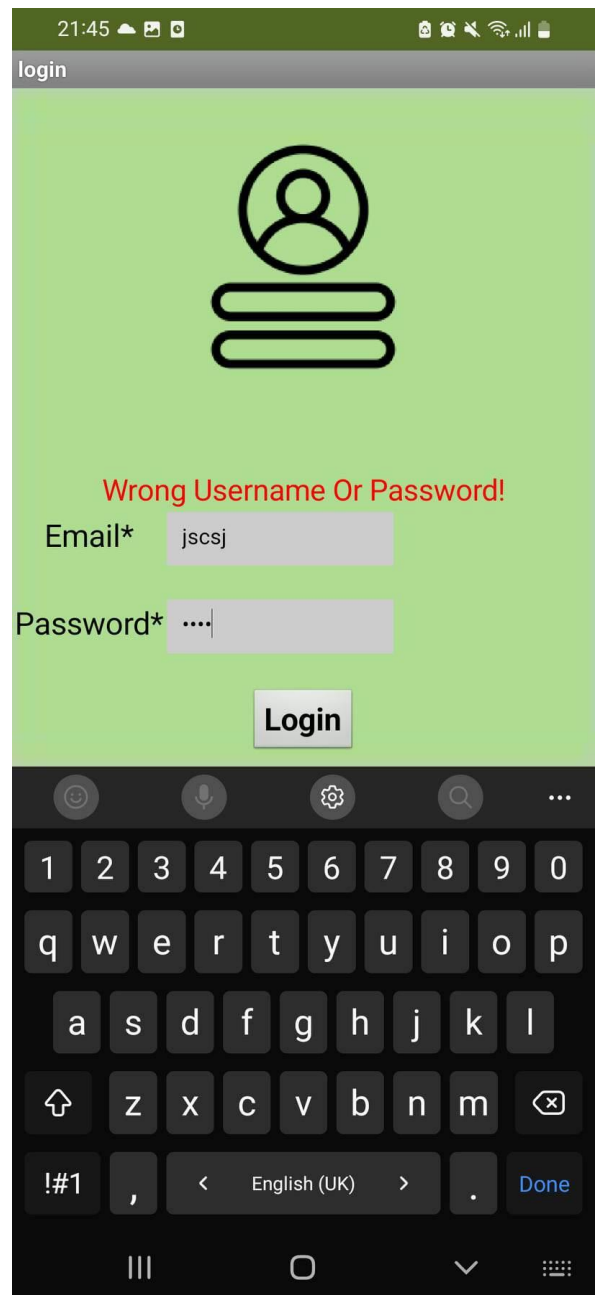 21:45
login
Wrong Username Or Password!
Email* jscsj
Password* ••••
Login
1 2 3 4 5 6 7 8 9 0
q w e r t y u i o p
a s d f g h j k l
z x c v b n m
!#1 , < English (UK) > . Done